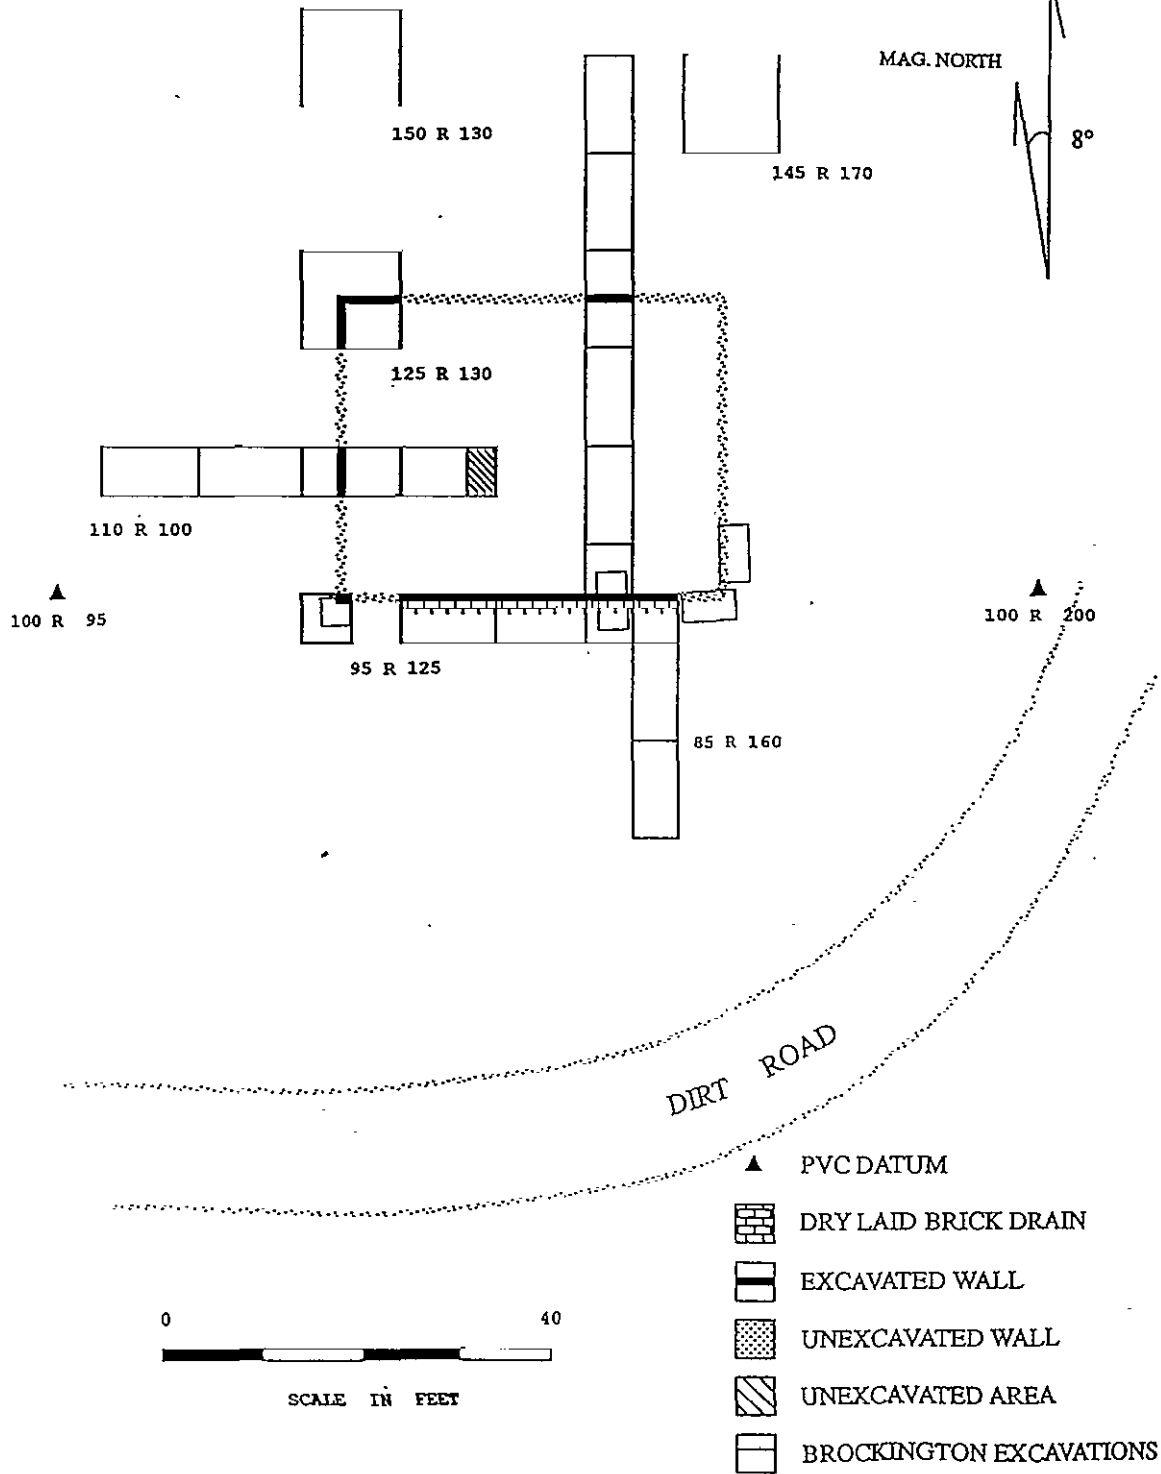 MAG. NORTH
8°
150 R 130
145 R 170
125 R 130
110 R 100
100 R 95
100 R 200
95 R 125
85 R 160
DIRT ROAD
PVC DATUM
DRY LAID BRICK DRAIN
EXCAVATED WALL
UNEXCAVATED WALL
UNEXCAVATED AREA
BROCKINGTON EXCAVATIONS
0 40
SCALE IN FEET